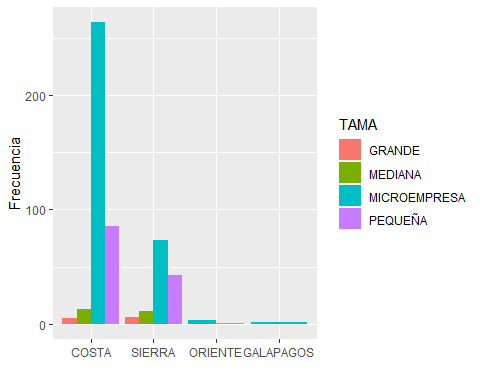 Frecuencia
200
100
0
COSTA
SIERRA
ORIENTE
GALAPAGOS
TAMA
GRANDE
MEDIANA
MICROEMPRESA
PEQUEÑA